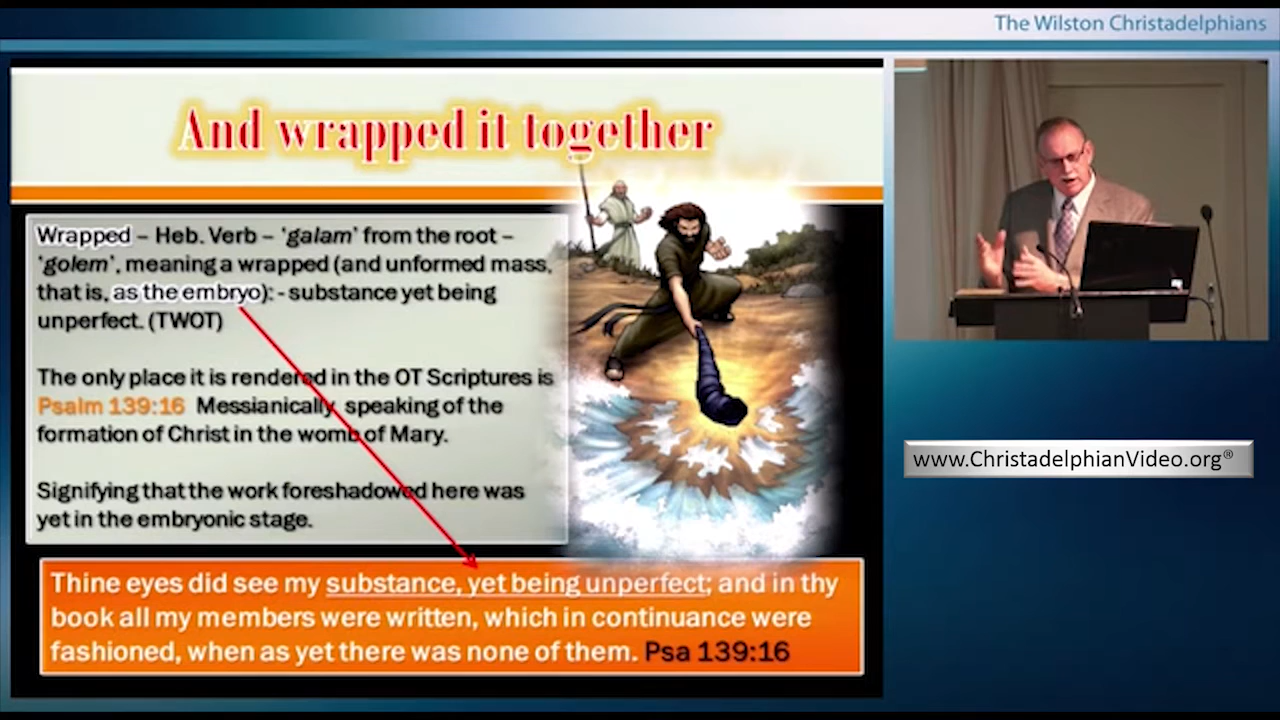 The Wilston Christadelphians
And wrapped it together
Wrapped – Heb. Verb – ‘galam’ from the root –
‘golem’, meaning a wrapped (and unformed mass,
that is, as the embryo): - substance yet being
unperfect. (TWOT)
The only place it is rendered in the OT Scriptures is
Psalm 139:16 Messianically speaking of the
formation of Christ in the womb of Mary.
Signifying that the work foreshadowed here was
yet in the embryonic stage.
Thine eyes did see my substance, yet being unperfect; and in thy
book all my members were written, which in continuance were
fashioned, when as yet there was none of them. Psa 139:16
www.ChristadelphianVideo.org®